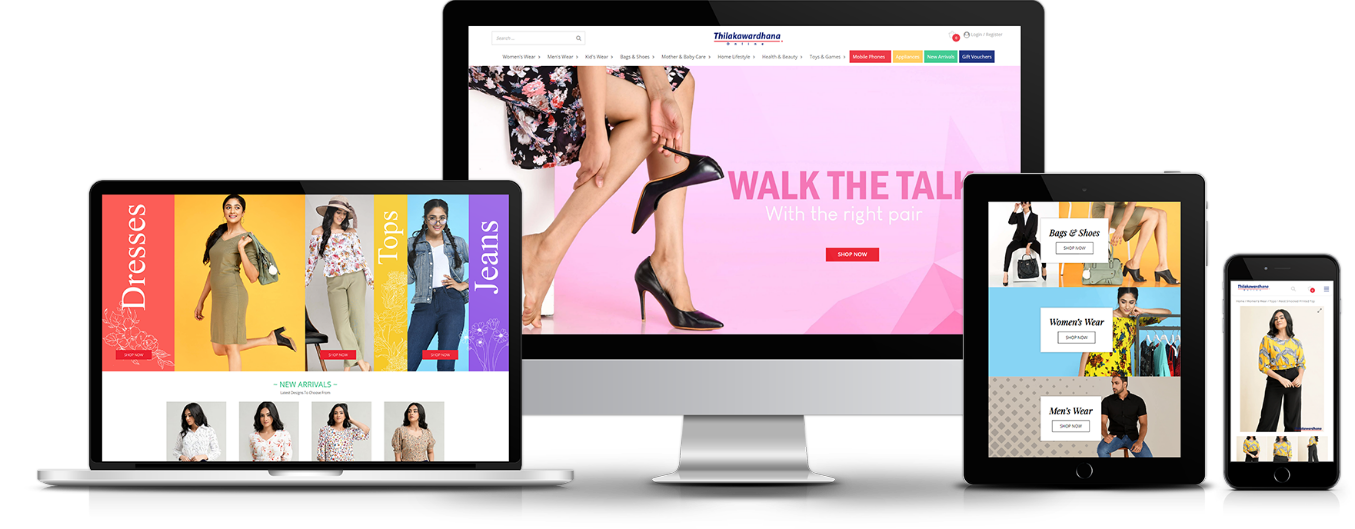 Search ...
Thilakawardhana
Online
0
Login / Register
Women's Wear
Men's Wear
Kid's Wear
Bags & Shoes
Mother & Baby Care
Home Lifestyle
Health & Beauty
Toys & Games
Mobile Phones
Appliances
New Arrivals
Gift Vouchers
WALK THE TALK
With the right pair
SHOP NOW
Dresses
Tops
Jeans
SHOP NOW
SHOP NOW
SHOP NOW
~ NEW ARRIVALS ~
Latest Designs To Choose From
Bags & Shoes
SHOP NOW
Women's Wear
SHOP NOW
Men's Wear
SHOP NOW
Thilakawardhana